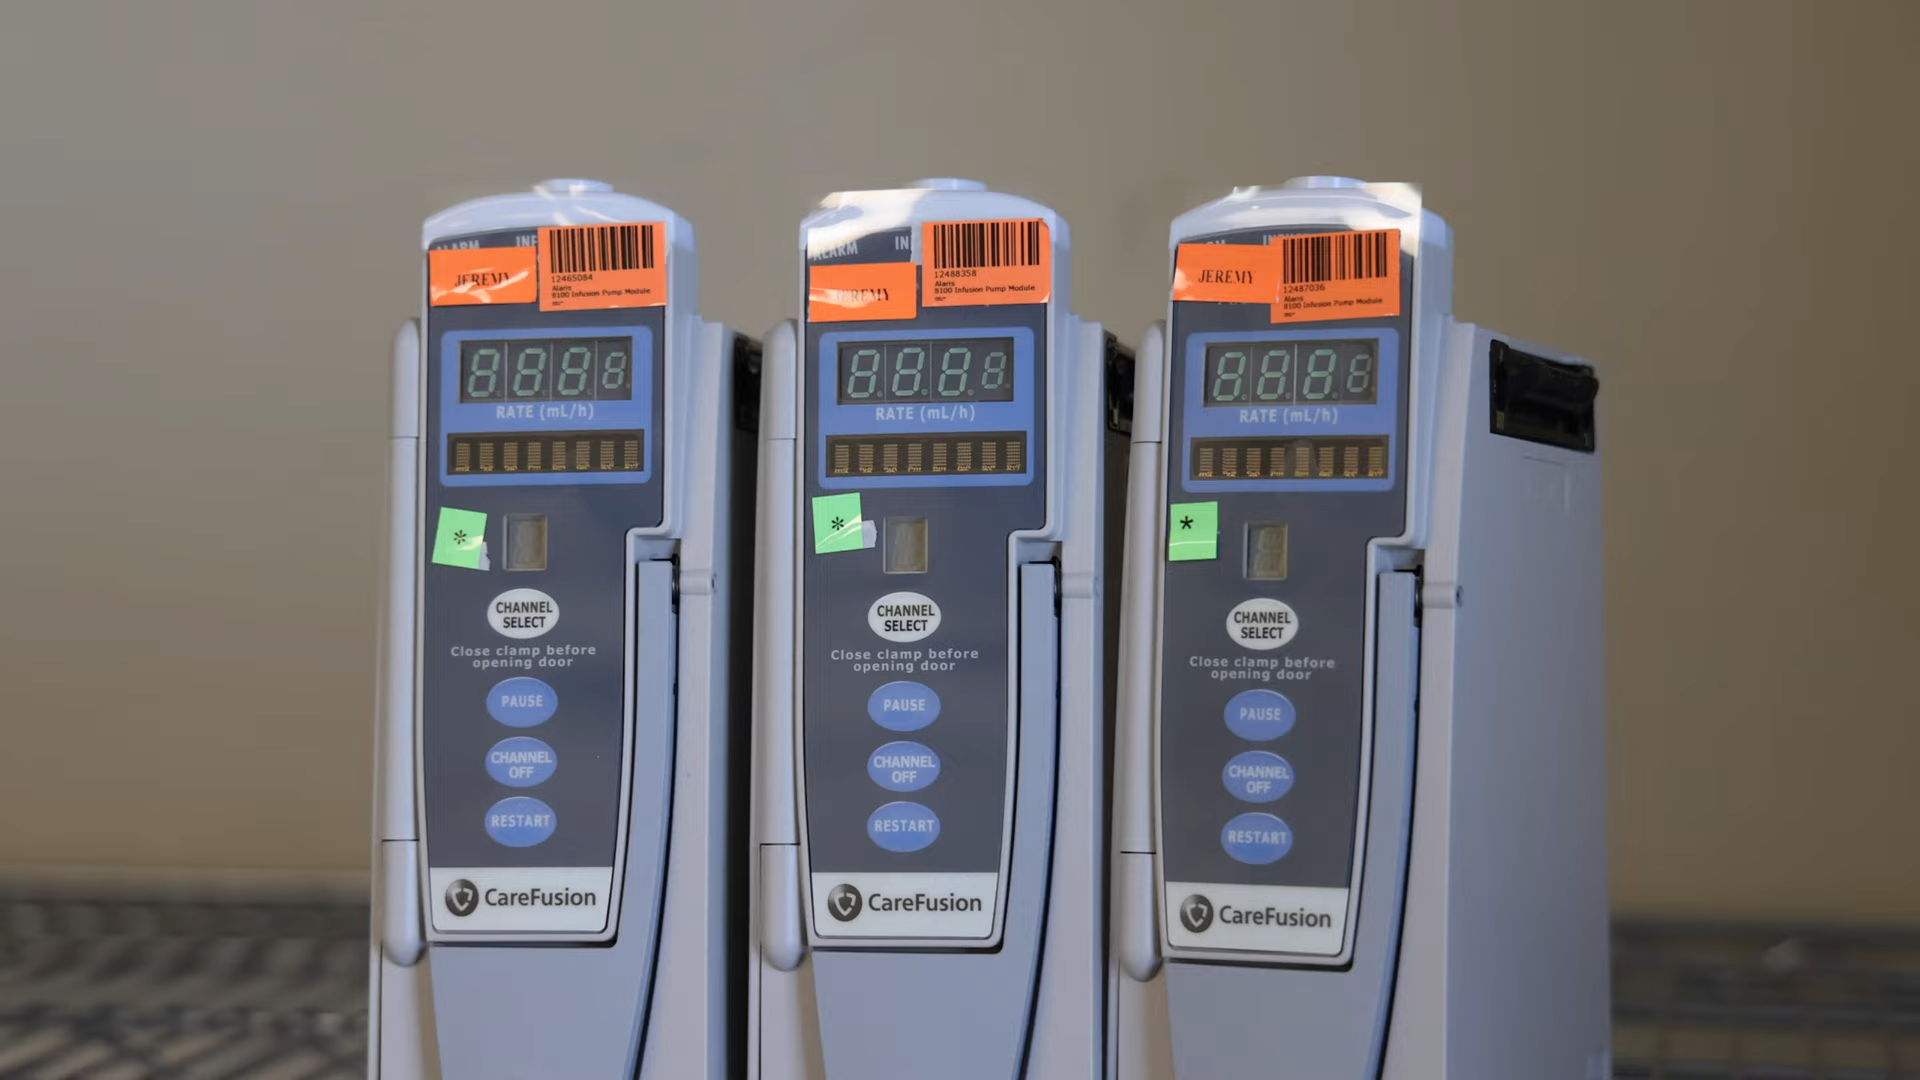 ALARM
JEREMY
12465084
Alaris
8100 Infusion Pump Module
RATE (mL/h)
*
CHANNEL
SELECT
Close clamp before
opening door
PAUSE
CHANNEL
OFF
RESTART
CareFusion
ALARM
JEREMY
12488358
Alaris
8100 Infusion Pump Module
RATE (mL/h)
*
CHANNEL
SELECT
Close clamp before
opening door
PAUSE
CHANNEL
OFF
RESTART
CareFusion
JEREMY
12487036
Alaris
8100 Infusion Pump Module
RATE (mL/h)
*
CHANNEL
SELECT
Close clamp before
opening door
PAUSE
CHANNEL
OFF
RESTART
CareFusion